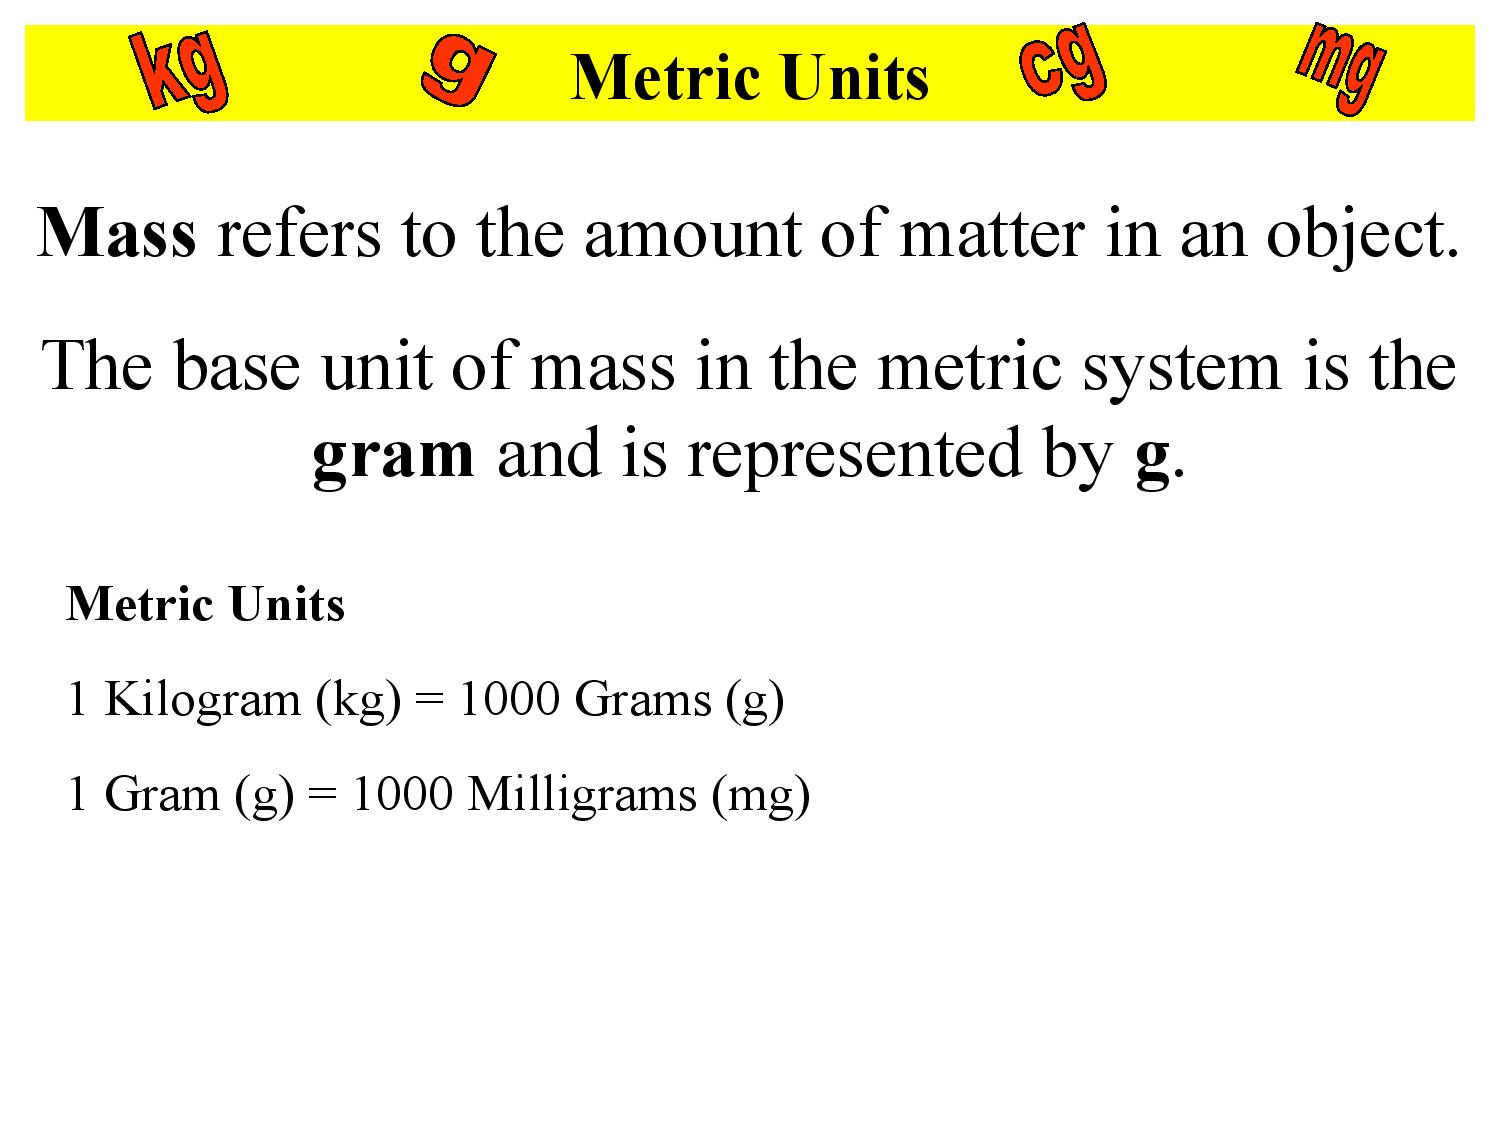 kg g Metric Units cg mg
Mass refers to the amount of matter in an object.
The base unit of mass in the metric system is the
gram and is represented by g.
Metric Units
1 Kilogram (kg) = 1000 Grams (g)
1 Gram (g) = 1000 Milligrams (mg)